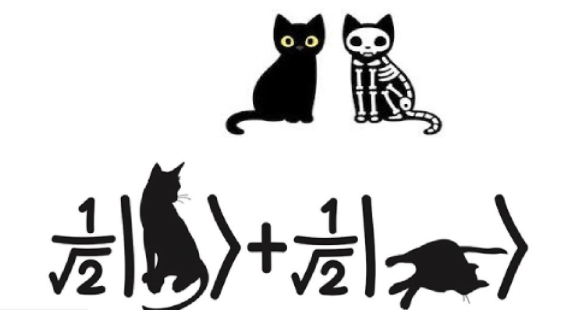 1/√2 | ⟩ + 1/√2 | ⟩